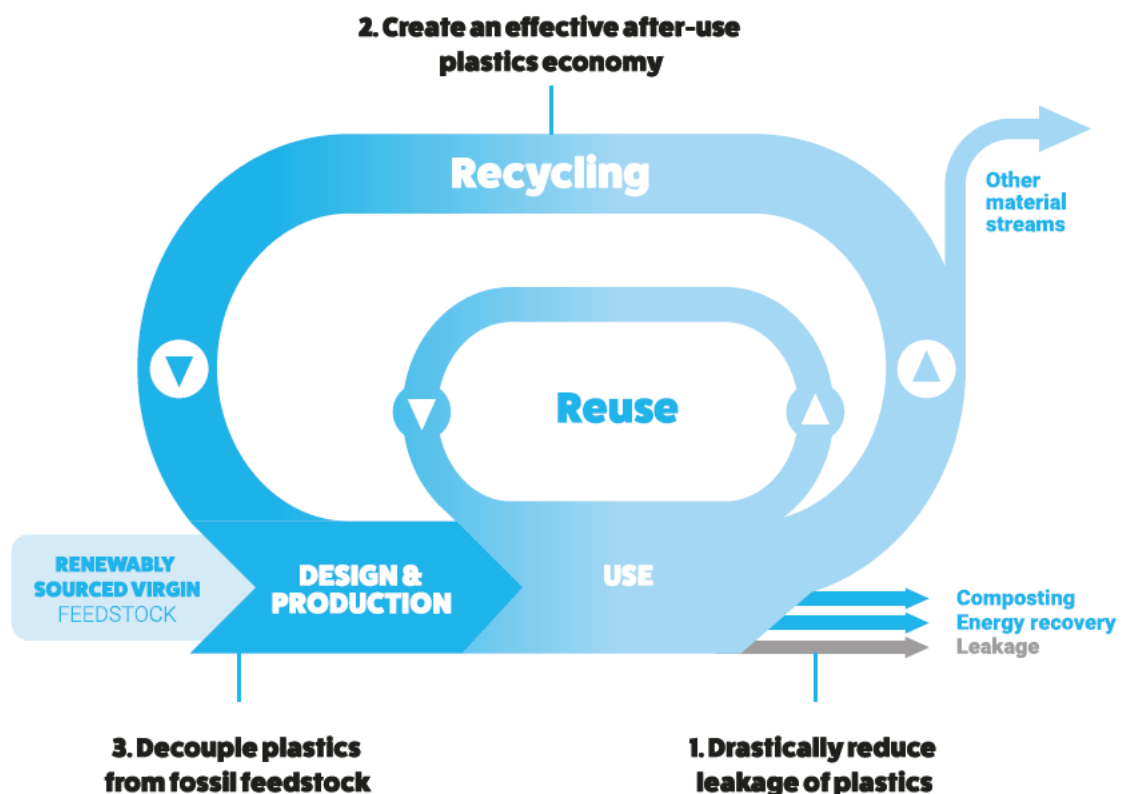 2. Create an effective after-use
plastics economy
Recycling
Other
material
streams
Reuse
RENEWABLY
SOURCED VIRGIN
FEEDSTOCK
DESIGN &
PRODUCTION
USE
Composting
Energy recovery
Leakage
3. Decouple plastics
from fossil feedstock
1. Drastically reduce
leakage of plastics